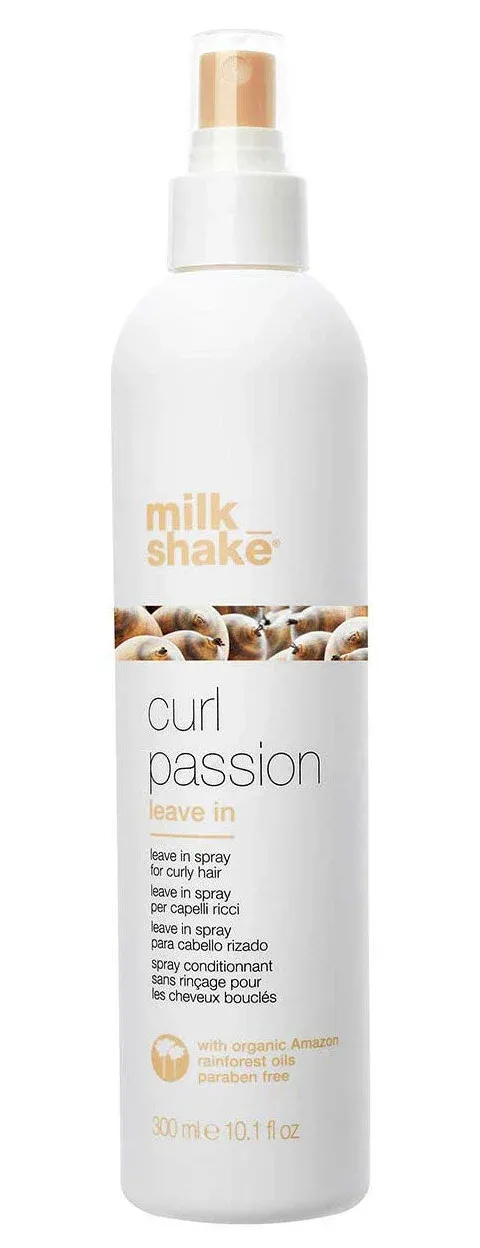 milk_
shake®
curl
passion
leave in
leave in spray
for curly hair
leave in spray
per capelli ricci
leave in spray
para cabello rizado
spray conditionnant
sans rinçage pour
les cheveux bouclés
with organic Amazon
rainforest oils
paraben free
300 ml e 10.1 fl oz